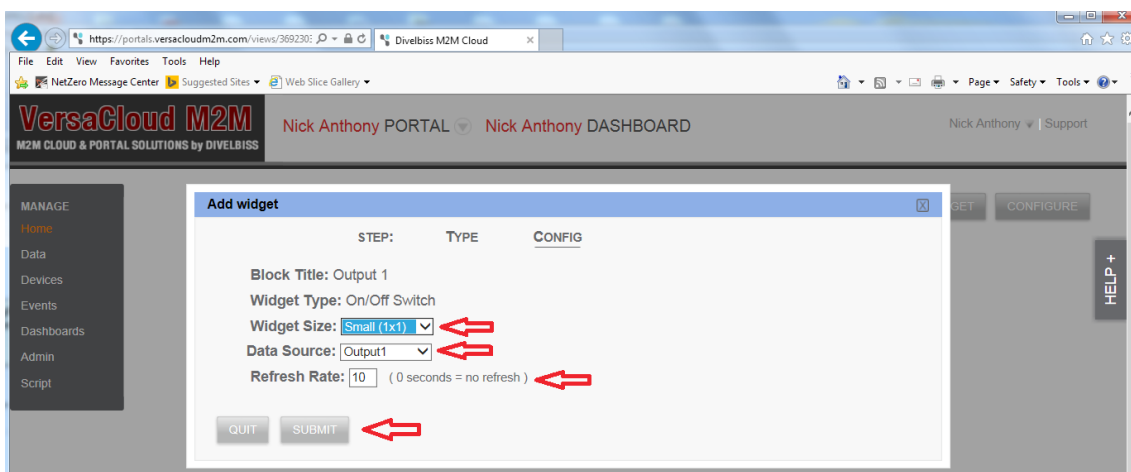 https://portals.versacloudm2m.com/views/369230
Divelbiss M2M Cloud
File Edit View Favorites Tools Help
NetZero Message Center Suggested Sites Web Slice Gallery
Page Safety Tools
VersaCloud M2M
M2M CLOUD & PORTAL SOLUTIONS by DIVELBISS
Nick Anthony PORTAL Nick Anthony DASHBOARD
Nick Anthony | Support
MANAGE
Home
Data
Devices
Events
Dashboards
Admin
Script
Add widget
X
GET
CONFIGURE
STEP: TYPE CONFIG
Block Title: Output 1
Widget Type: On/Off Switch
Widget Size: Small (1x1)
Data Source: Output1
Refresh Rate: 10 ( 0 seconds = no refresh )
QUIT SUBMIT
HELP +